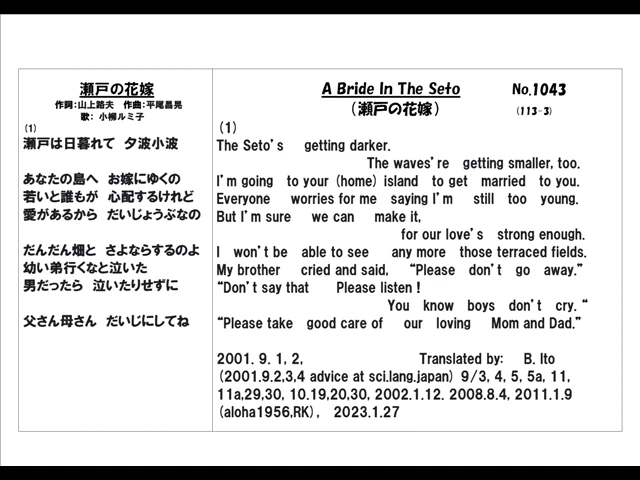 瀬戸の花嫁
作詞:山上路夫 作曲:平尾昌晃
歌: 小柳ルミ子
(1)
瀬戸は日暮れて 夕波小波
あなたの島へ お嫁にゆくの
若いと誰もが 心配するけれど
愛があるから だいじょうぶなの
だんだん畑と さよならするのよ
幼い弟行くなと泣いた
男だったら 泣いたりせずに
父さん母さん だいじにしてね
A Bride In The Seto No.1043
(瀬戸の花嫁) (113-3)
(1)
The Seto's getting darker.
The waves're getting smaller, too.
I'm going to your (home) island to get married to you.
Everyone worries for me saying I'm still too young.
But I'm sure we can make it,
for our love's strong enough.
I won't be able to see any more those terraced fields.
My brother cried and said, "Please don't go away."
"Don't say that Please listen!
You know boys don't cry. "
"Please take good care of our loving Mom and Dad."
2001. 9. 1, 2, Translated by: B. Ito
(2001.9.2,3,4 advice at sci.lang.japan) 9/3, 4, 5, 5a, 11,
11a,29,30, 10.19,20,30, 2002.1.12. 2008.8.4, 2011.1.9
(aloha1956,RK), 2023.1.27